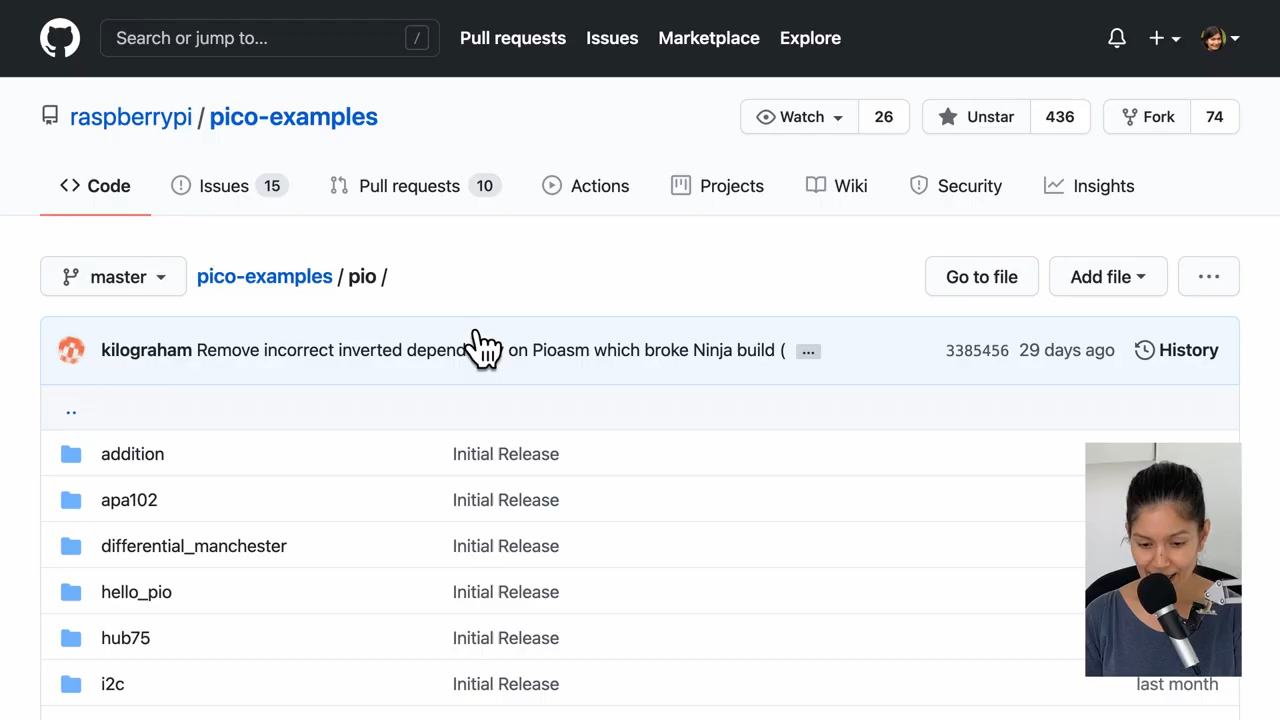 Search or jump to... /
Pull requests Issues Marketplace Explore
raspberrypi / pico-examples
Watch 26 Unstar 436 Fork 74
Code Issues 15 Pull requests 10 Actions Projects Wiki Security Insights
master pico-examples / pio / Go to file Add file ...
kilograham Remove incorrect inverted depend on Pioasm which broke Ninja build ( ... 3385456 29 days ago History
..
addition Initial Release
apa102 Initial Release
differential_manchester Initial Release
hello_pio Initial Release
hub75 Initial Release
i2c Initial Release last month